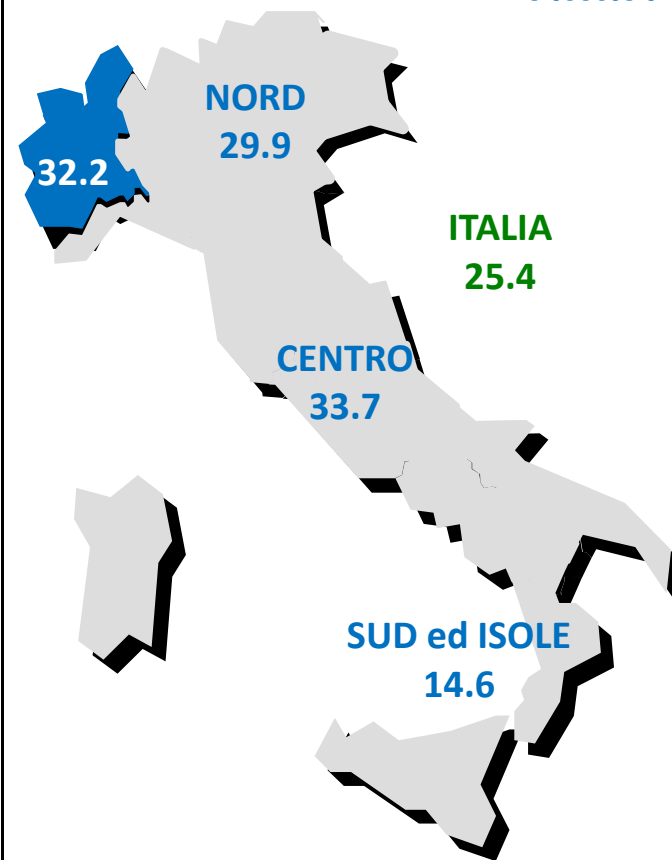 NORD
29.9
32.2
ITALIA
25.4
CENTRO
33.7
SUD ed ISOLE
14.6